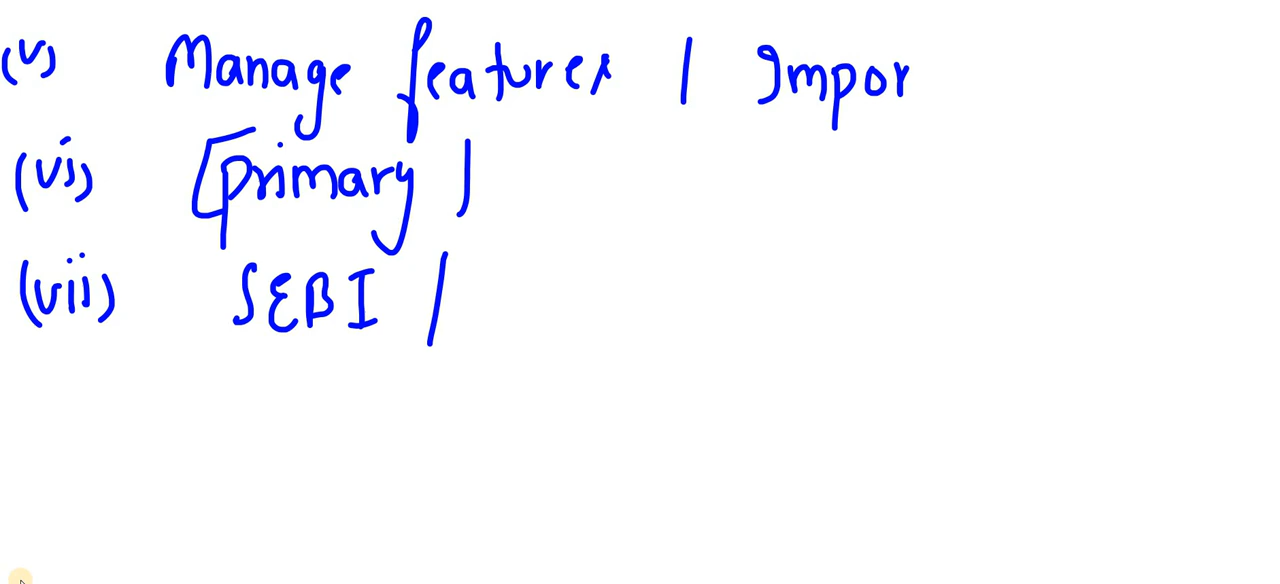 (v) Manage features / Impor
(vi) [primary]
(vii) SEBI /